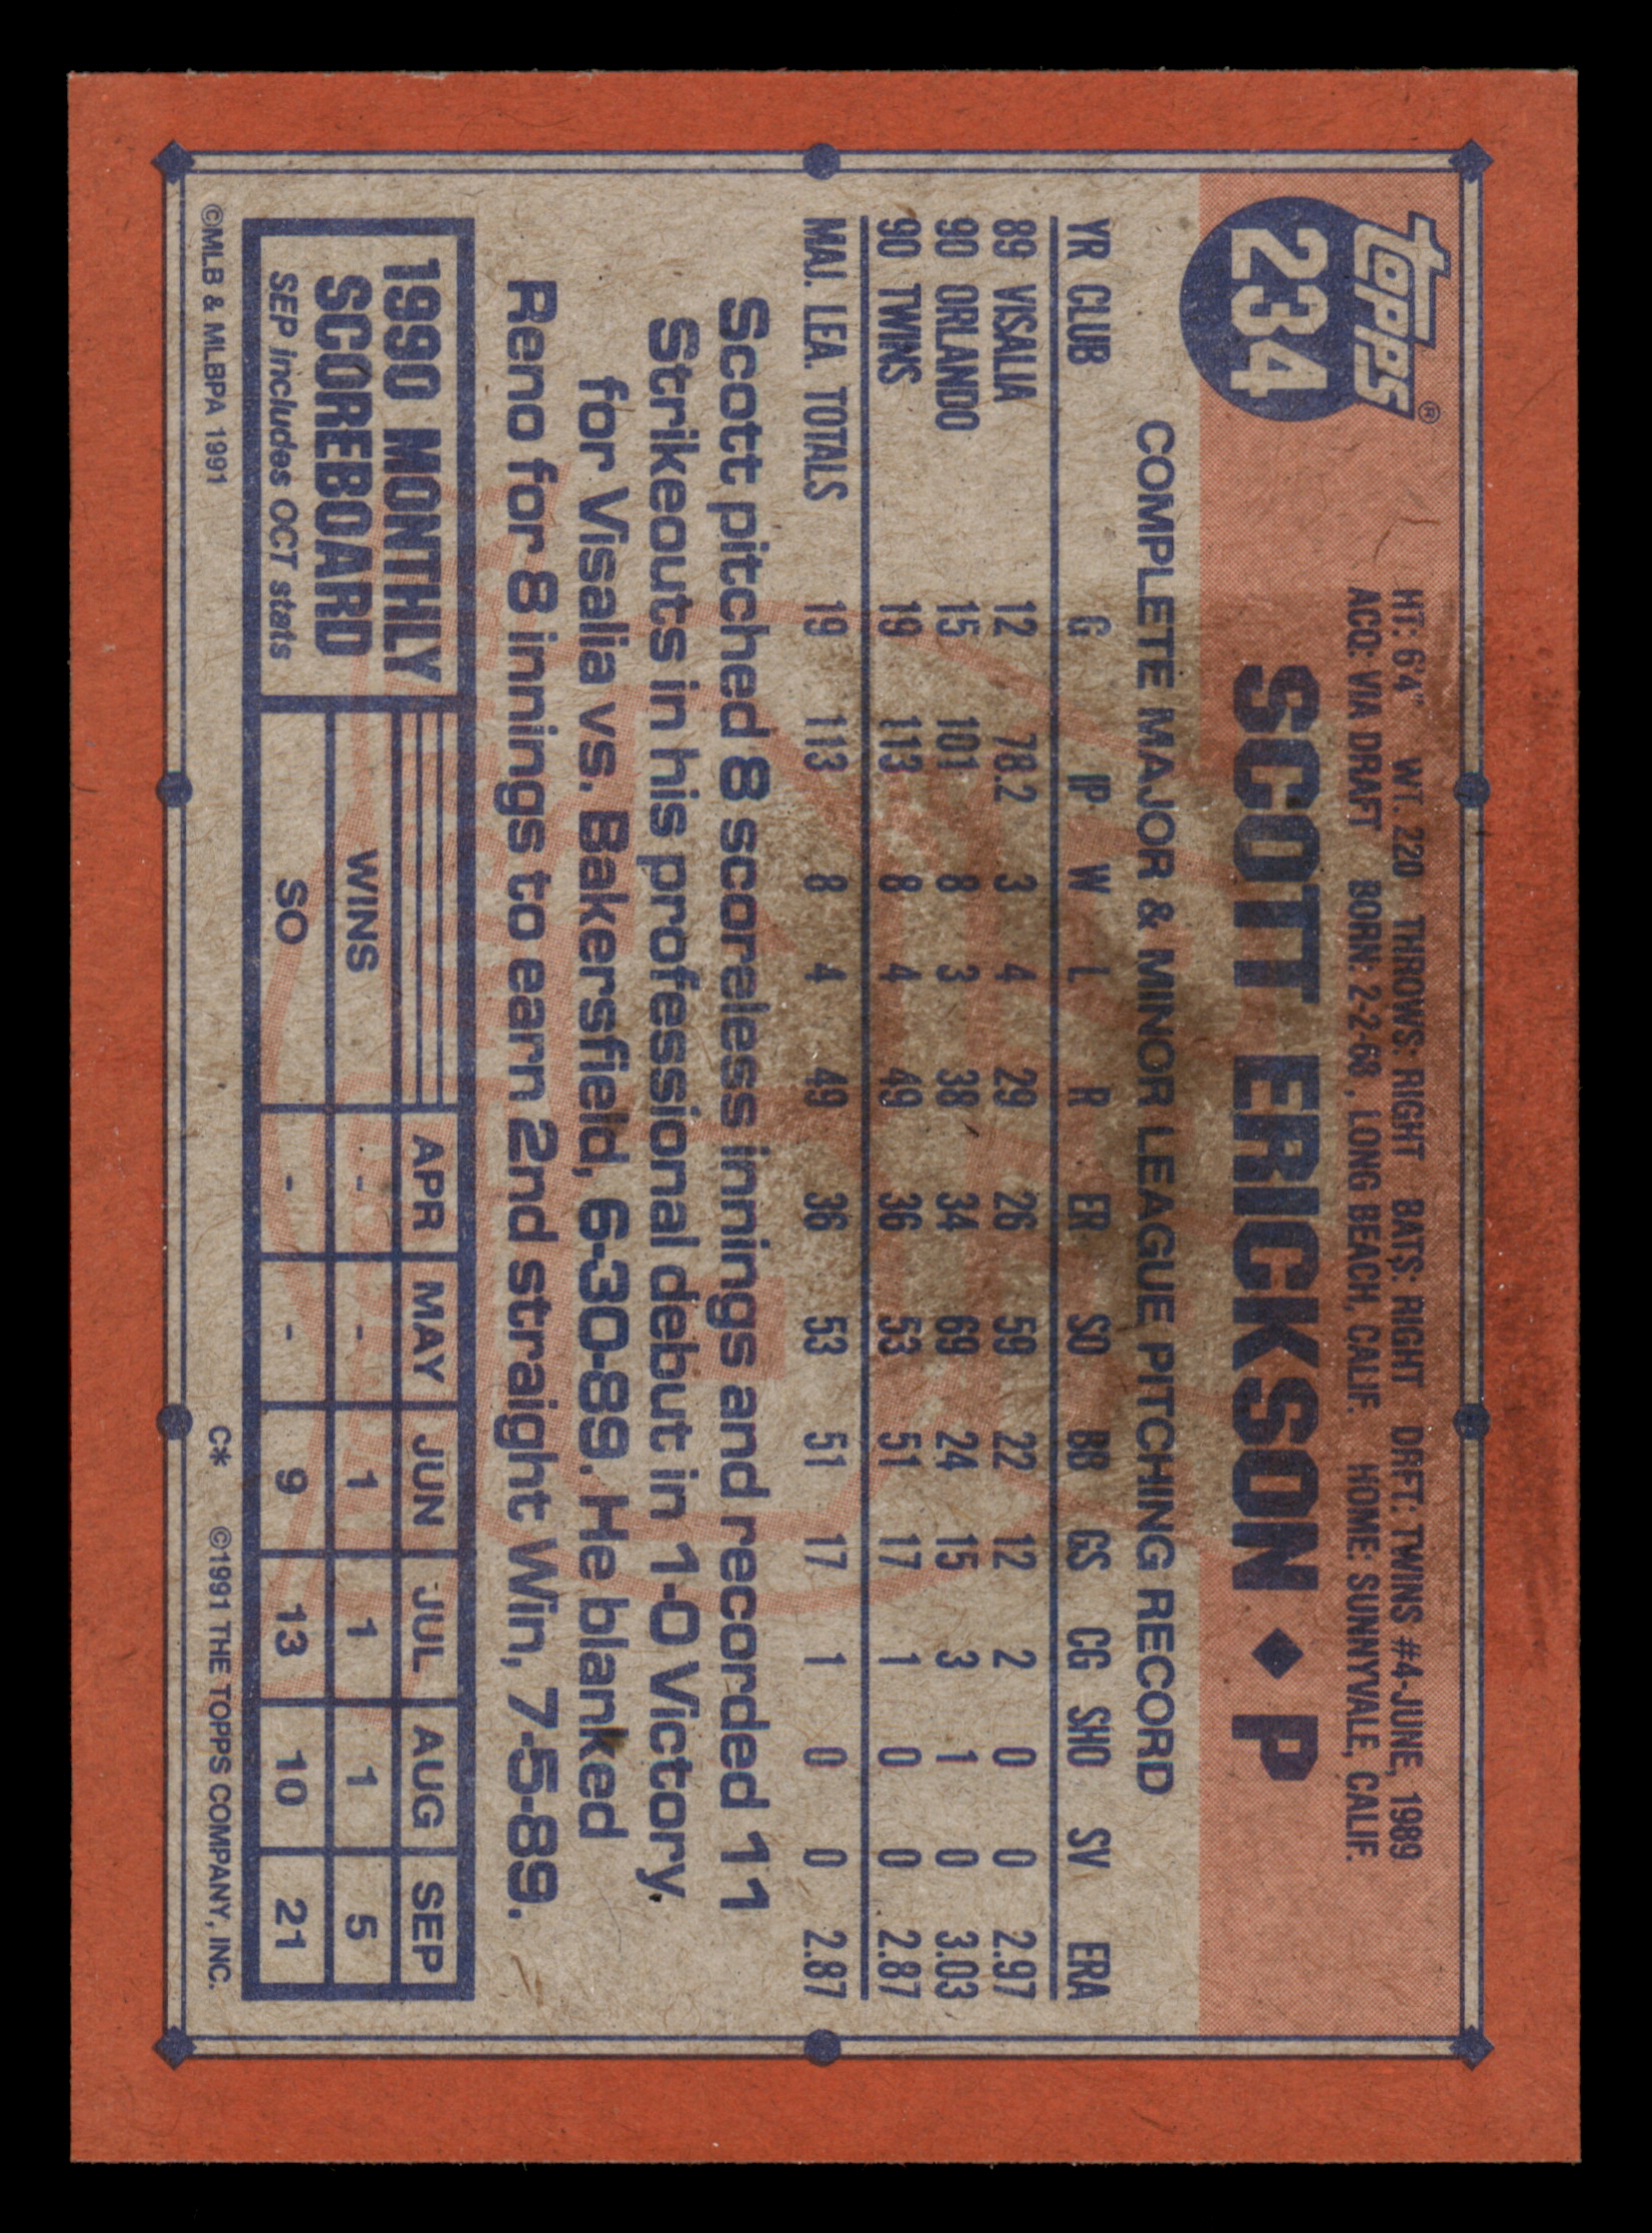 Topps®
234
HT: 6'4" WT. 220 THROWS: RIGHT BATS: RIGHT DRFT: TWINS #4-JUNE, 1989
ACQ: VIA DRAFT BORN: 2-2-68, LONG BEACH, CALIF. HOME: SUNNYVALE, CALIF.
SCOTT ERICKSON ◆ P
COMPLETE MAJOR & MINOR LEAGUE PITCHING RECORD
YR CLUB G IP W L R ER SO BB GS CG SHO SV ERA
89 VISALIA 12 78.2 3 4 29 26 59 22 12 2 0 0 2.97
90 ORLANDO 15 101 8 3 38 34 69 24 15 3 1 0 3.03
90 TWINS 19 113 8 4 49 36 53 51 17 1 0 0 2.87
MAJ. LEA. TOTALS 19 113 8 4 49 36 53 51 17 1 0 0 2.87
Scott pitched 8 scoreless innings and recorded 11
Strikeouts in his professional debut in 1-0 Victory
for Visalia vs. Bakersfield, 6-30-89. He blanked
Reno for 8 innings to earn 2nd straight Win, 7-5-89.
1990 MONTHLY
SCOREBOARD
SEP includes OCT stats
APR MAY JUN JUL AUG SEP
WINS - - 1 1 1 5
SO - - 9 13 10 21
©MLB & MLBPA 1991 C* ©1991 THE TOPPS COMPANY, INC.